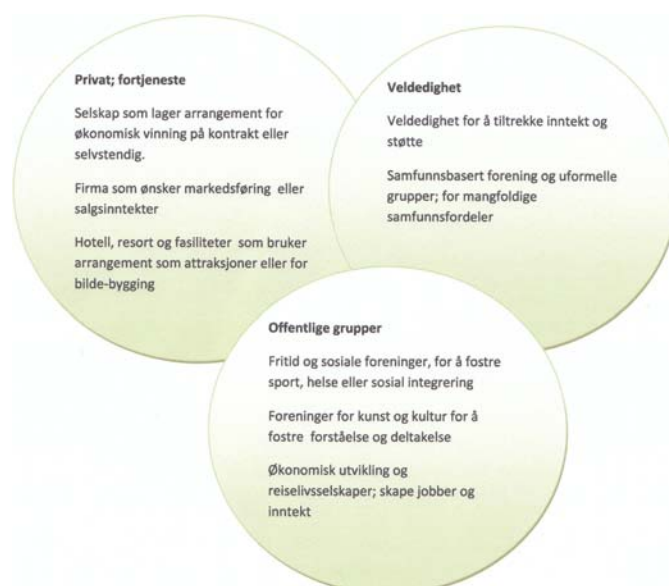 Privat; fortjeneste
Selskap som lager arrangement for
økonomisk vinning på kontrakt eller
selvstendig.
Firma som ønsker markedsføring eller
salgsinntekter
Hotell, resort og fasiliteter som bruker
arrangement som attraksjoner eller for
bilde-bygging
Veldedighet
Veldedighet for å tiltrekke inntekt og
støtte
Samfunnsbasert forening og uformelle
grupper; for mangfoldige
samfunnsfordeler
Offentlige grupper
Fritid og sosiale foreninger, for å fostre
sport, helse eller sosial integrering
Foreninger for kunst og kultur for å
fostre forståelse og deltakelse
Økonomisk utvikling og
reiselivsselskaper; skape jobber og
inntekt